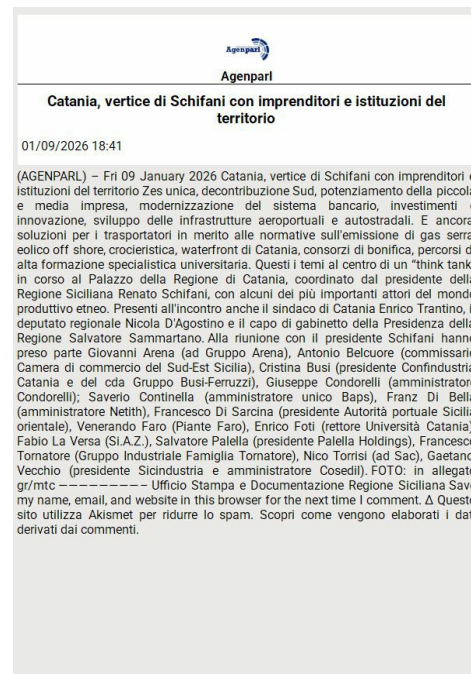 Agenparl
Agenparl
Catania, vertice di Schifani con imprenditori e istituzioni del
territorio
01/09/2026 18:41
(AGENPARL) – Fri 09 January 2026 Catania, vertice di Schifani con imprenditori e
istituzioni del territorio Zes unica, decontribuzione Sud, potenziamento della piccola
e media impresa, modernizzazione del sistema bancario, investimenti e
innovazione, sviluppo delle infrastrutture aeroportuali e autostradali. E ancora,
soluzioni per i trasportatori in merito alle normative sull'emissione di gas serra,
eolico off shore, crocieristica, waterfront di Catania, consorzi di bonifica, percorsi di
alta formazione specialistica universitaria. Questi i temi al centro di un “think tank”
in corso al Palazzo della Regione di Catania, coordinato dal presidente della
Regione Siciliana Renato Schifani, con alcuni dei più importanti attori del mondo
produttivo etneo. Presenti all'incontro anche il sindaco di Catania Enrico Trantino, il
deputato regionale Nicola D'Agostino e il capo di gabinetto della Presidenza della
Regione Salvatore Sammartano. Alla riunione con il presidente Schifani hanno
preso parte Giovanni Arena (ad Gruppo Arena), Antonio Belcuore (commissario
Camera di commercio del Sud-Est Sicilia), Cristina Busi (presidente Confindustria
Catania e del cda Gruppo Busi-Ferruzzi), Giuseppe Condorelli (amministratore
Condorelli); Saverio Continella (amministratore unico Baps), Franz Di Bella
(amministratore Netith), Francesco Di Sarcina (presidente Autorità portuale Sicilia
orientale), Venerando Faro (Piante Faro), Enrico Foti (rettore Università Catania),
Fabio La Versa (Si.A.Z.), Salvatore Palella (presidente Palella Holdings), Francesco
Tornatore (Gruppo Industriale Famiglia Tornatore), Nico Torrisi (ad Sac), Gaetano
Vecchio (presidente Sicindustria e amministratore Cosedil). FOTO: in allegato
gr/mtc ————————– Ufficio Stampa e Documentazione Regione Siciliana Save
my name, email, and website in this browser for the next time I comment. Δ Questo
sito utilizza Akismet per ridurre lo spam. Scopri come vengono elaborati i dati
derivati dai commenti.